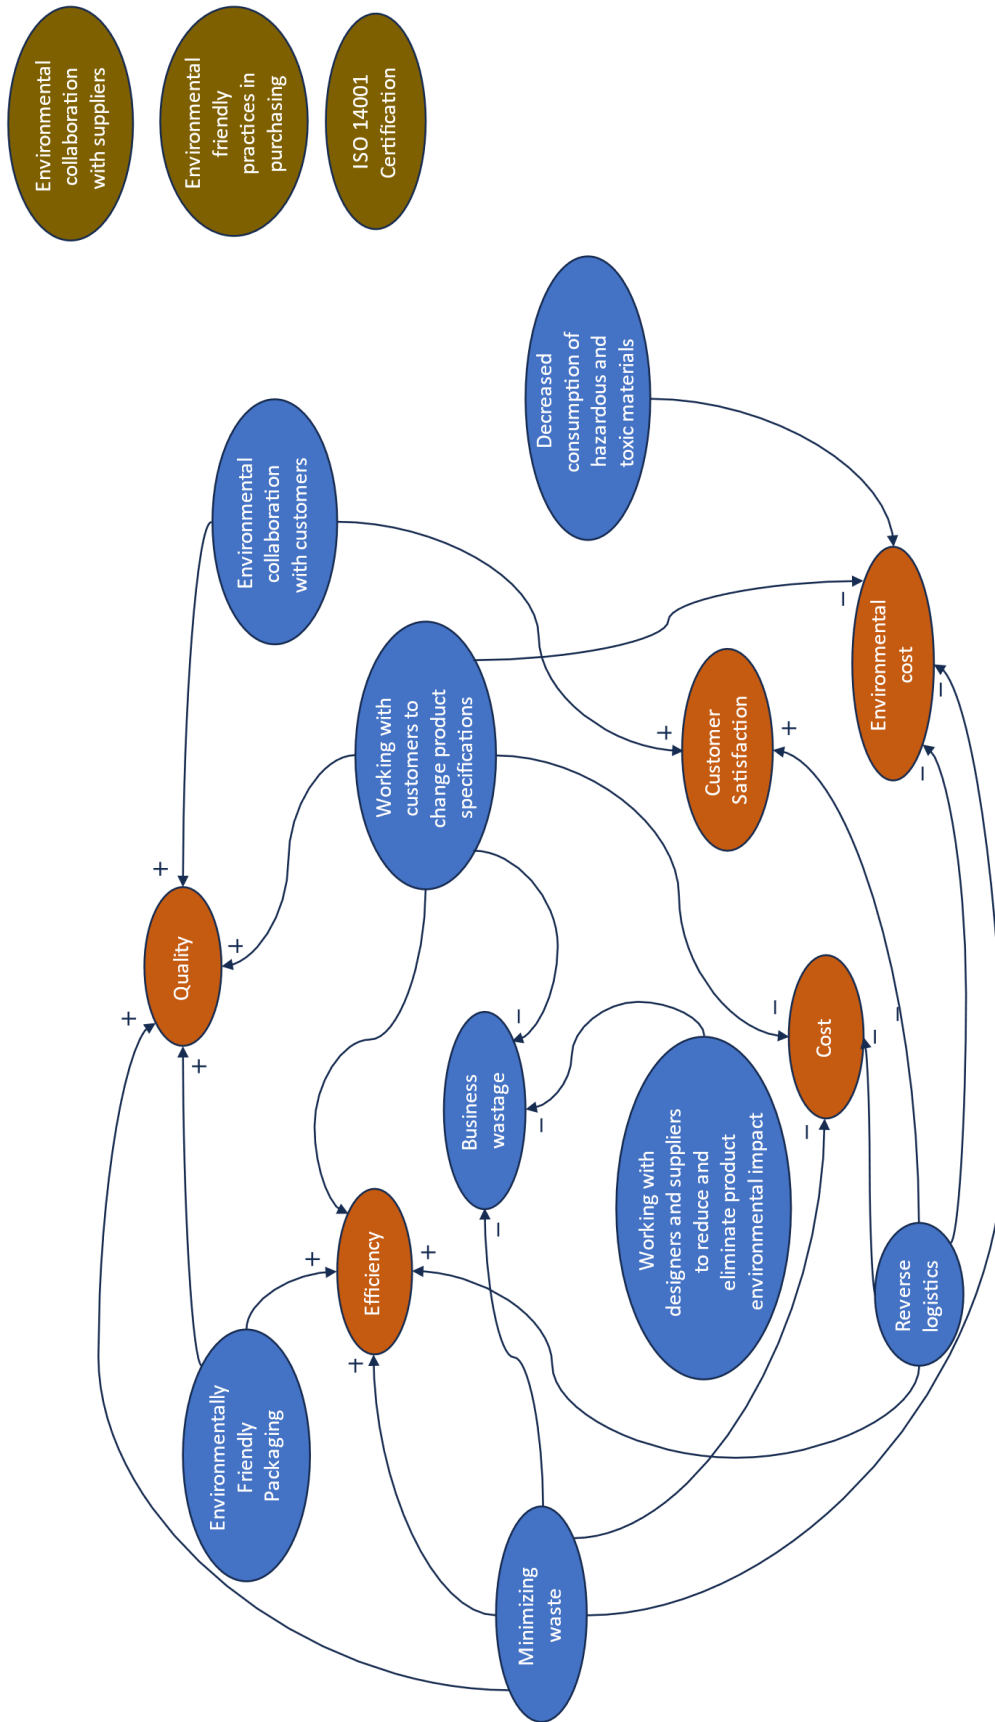 Environmental
collaboration
with suppliers
+
+
Quality
+
Environmental
friendly
practices in
purchasing
Environmentally
Friendly
Packaging
+
Environmental
collaboration
with customers
+
ISO 14001
Certification
+
Efficiency
+
Working with
customers to
change product
specifications
−
Business
wastage
−
−
Minimizing
waste
Decreased
consumption of
hazardous and
toxic materials
Working with
designers and suppliers
to reduce and
eliminate product
environmental impact
+
Customer
Satisfaction
+
−
−
Cost
−
−
−
Environmental
cost
−
−
Reverse
logistics